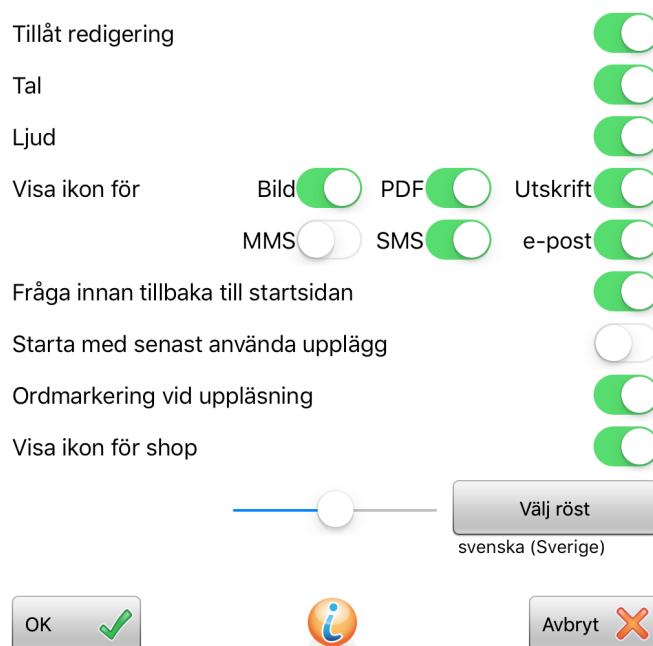 Tillåt redigering
Tal
Ljud
Visa ikon för Bild PDF Utskrift
MMS SMS e-post
Fråga innan tillbaka till startsidan
Starta med senast använda upplägg
Ordmarkering vid uppläsning
Visa ikon för shop
Välj röst
svenska (Sverige)
OK Avbryt